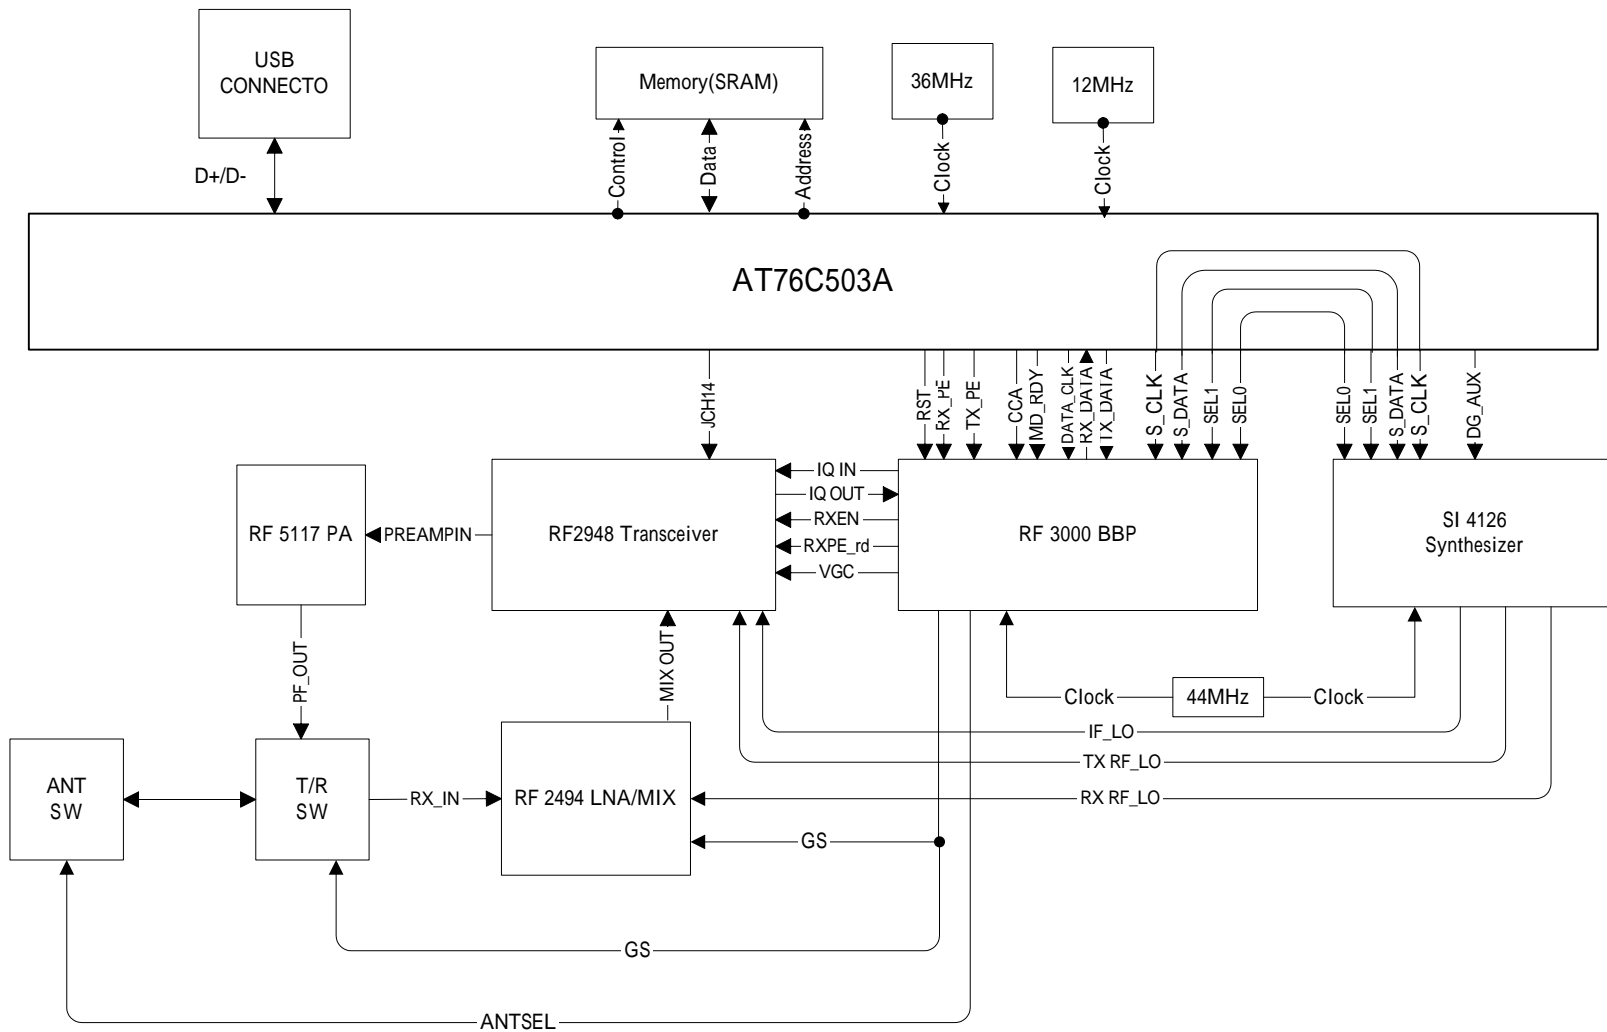 USB
CONNECTO
Memory(SRAM)
36MHz
12MHz
D+/D-
Control
Data
Address
Clock
Clock
AT76C503A
JCH14
RST
RX_PE
TX_PE
CCA
MD_RDY
DATA_CLK
RX_DATA
TX_DATA
S_CLK
S_DATA
SEL1
SEL0
SEL0
SEL1
S_DATA
S_CLK
DG_AUX
RF 5117 PA
PREAMPIN
RF2948 Transceiver
IQ IN
IQ OUT
RXEN
RXPE_rd
VGC
RF 3000 BBP
SI 4126
Synthesizer
PF_OUT
MIX OUT
Clock
44MHz
Clock
IF_LO
TX RF_LO
ANT
SW
T/R
SW
RX_IN
RF 2494 LNA/MIX
RX RF_LO
GS
GS
ANTSEL